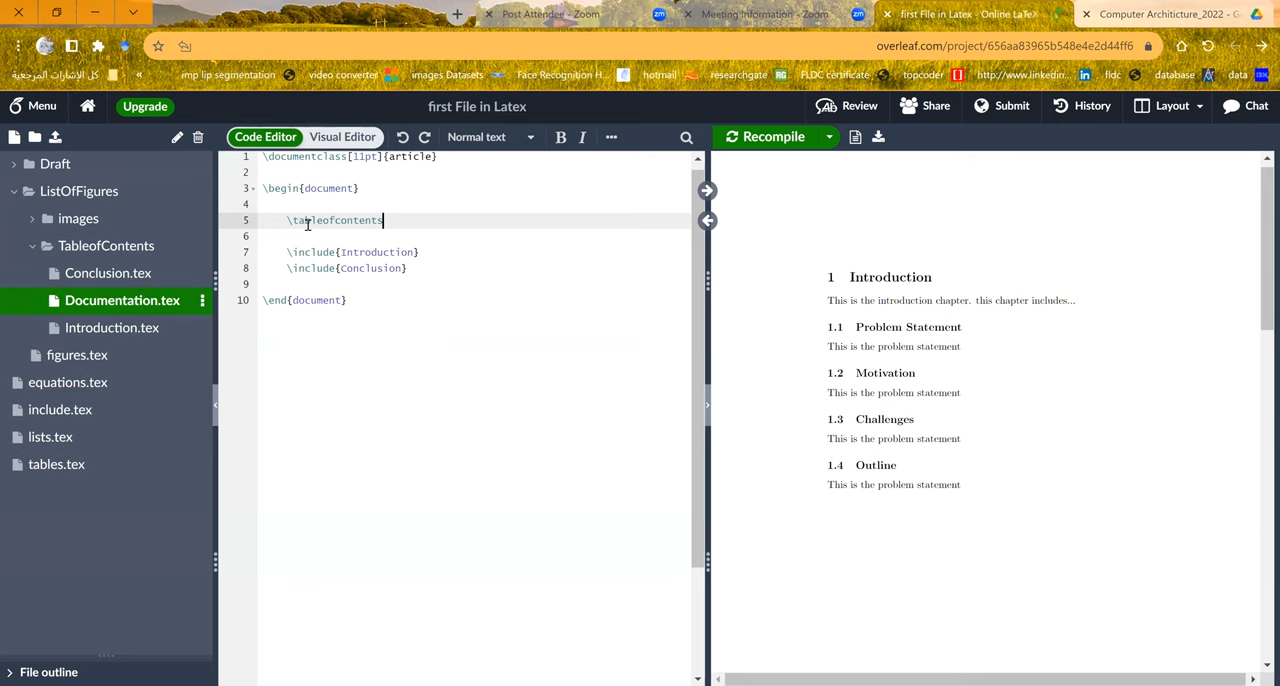 Post Attendee - Zoom
Meeting Information - Zoom
first File in Latex - Online LaTeX
Computer Architicture_2022 - G
overleaf.com/project/656aa83965b548e4e2d44ff6
كل الإشارات المرجعية
«
imp lip segmentation
video converter
images Datasets
Face Recognition H...
hotmail
researchgate
FLDC certificate
topcoder
http://www.linkedin...
fldc
database
data
Menu
Upgrade
first File in Latex
Review
Share
Submit
History
Layout
Chat
Code Editor
Visual Editor
Normal text
B
I
Recompile
Draft
ListOfFigures
images
TableofContents
Conclusion.tex
Documentation.tex
Introduction.tex
figures.tex
equations.tex
include.tex
lists.tex
tables.tex
File outline
1 \documentclass[11pt]{article}
2
3 \begin{document}
4
5 \tableofcontents
6
7 \include{Introduction}
8 \include{Conclusion}
9
10 \end{document}
1 Introduction
This is the introduction chapter. this chapter includes...
1.1 Problem Statement
This is the problem statement
1.2 Motivation
This is the problem statement
1.3 Challenges
This is the problem statement
1.4 Outline
This is the problem statement